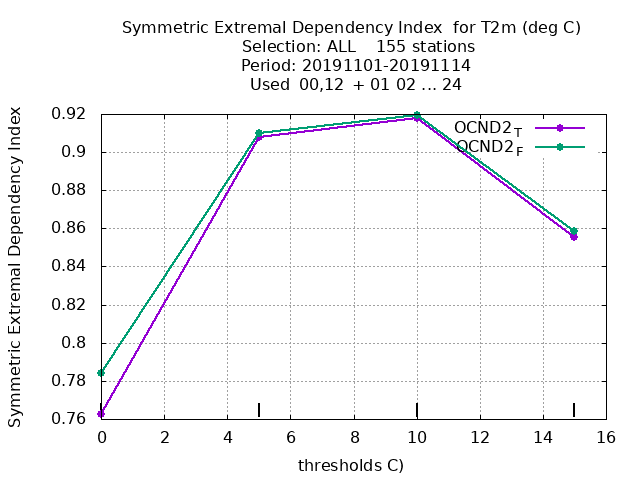 Symmetric Extremal Dependency Index  for T2m (deg C)
Selection: ALL    155 stations
Period: 20191101-20191114
Used  00,12  + 01 02 ... 24
Symmetric Extremal Dependency Index
0.92
0.9
0.88
0.86
0.84
0.82
0.8
0.78
0.76
OCND2T
OCND2F
0 2 4 6 8 10 12 14 16
thresholds C)